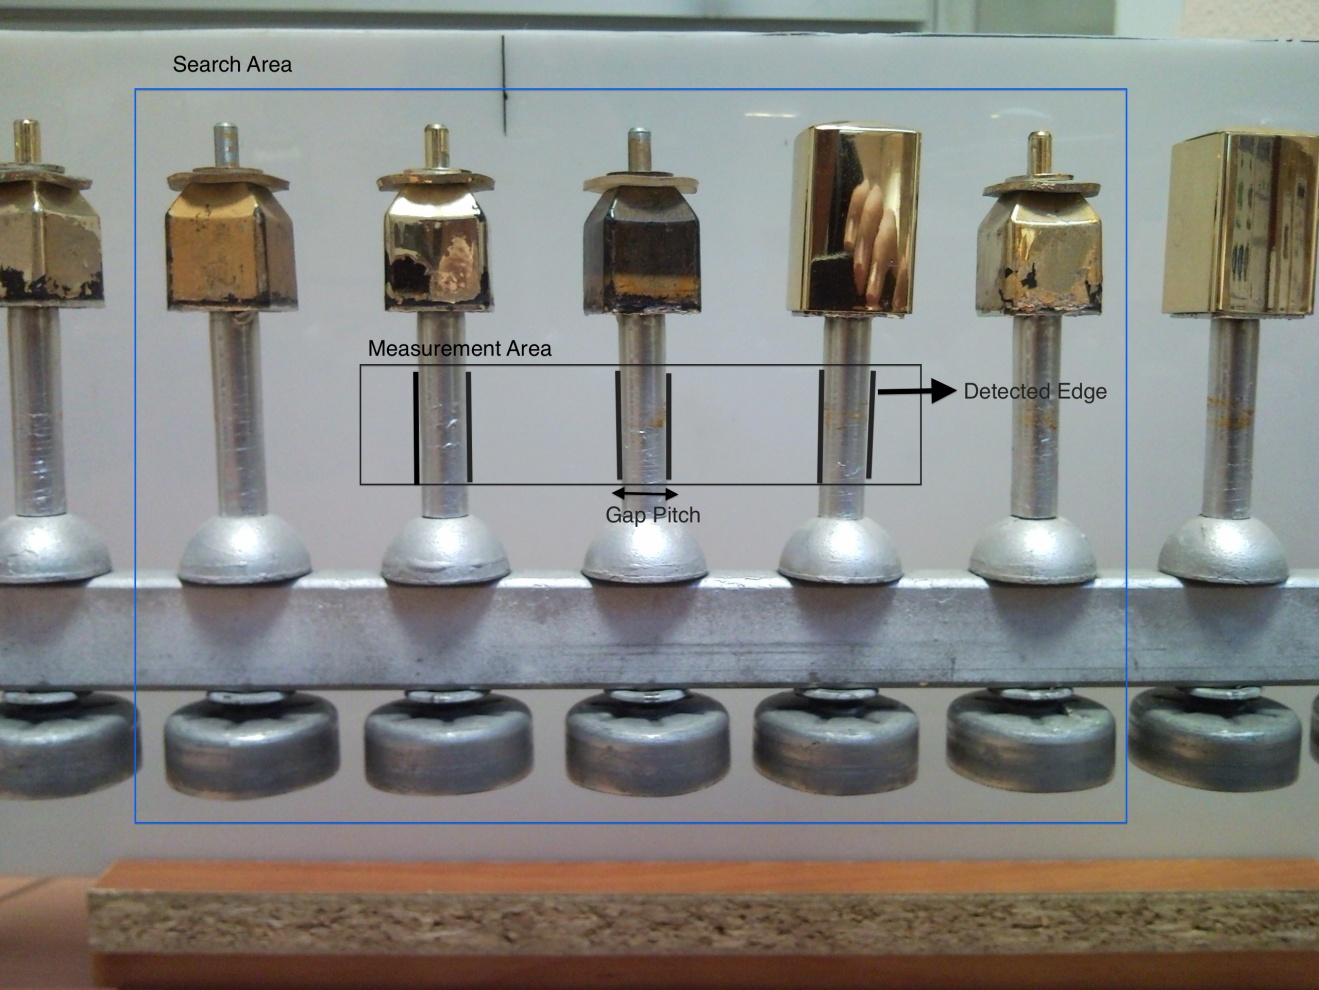 Search Area
Measurement Area
Detected Edge
Gap Pitch